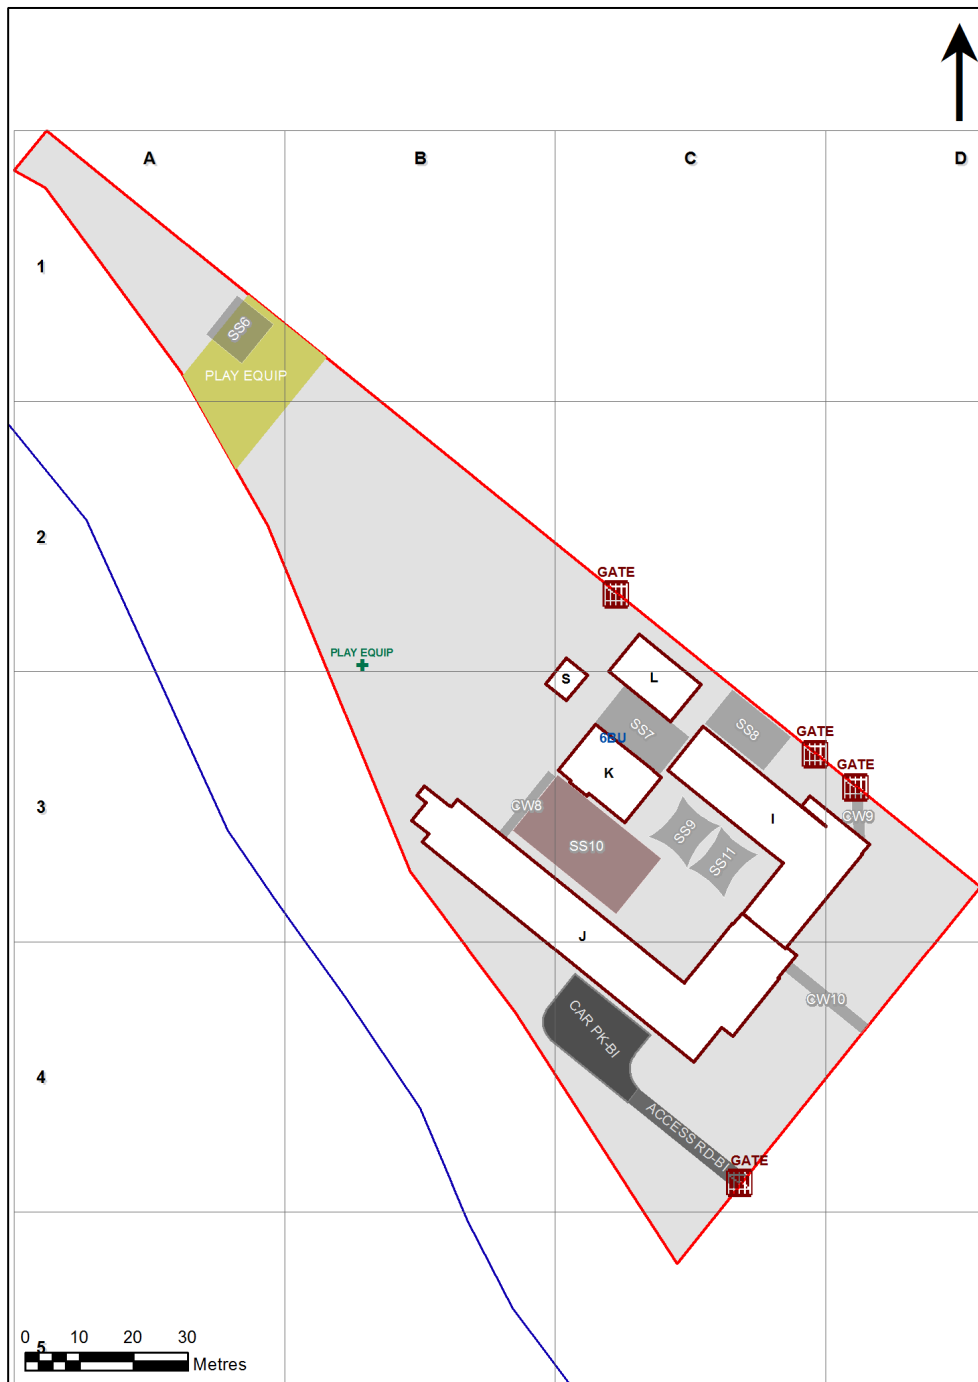 A
B
C
D
1
SS6
PLAY EQUIP
2
GATE
PLAY EQUIP
S
L
SS7
SS8
6BU
GATE
GATE
K
3
CW8
SS10
SS9
SS11
I
CW9
J
CAR PK-BI
CW10
4
ACCESS RD-BI
GATE
0 10 20 30
5
Metres